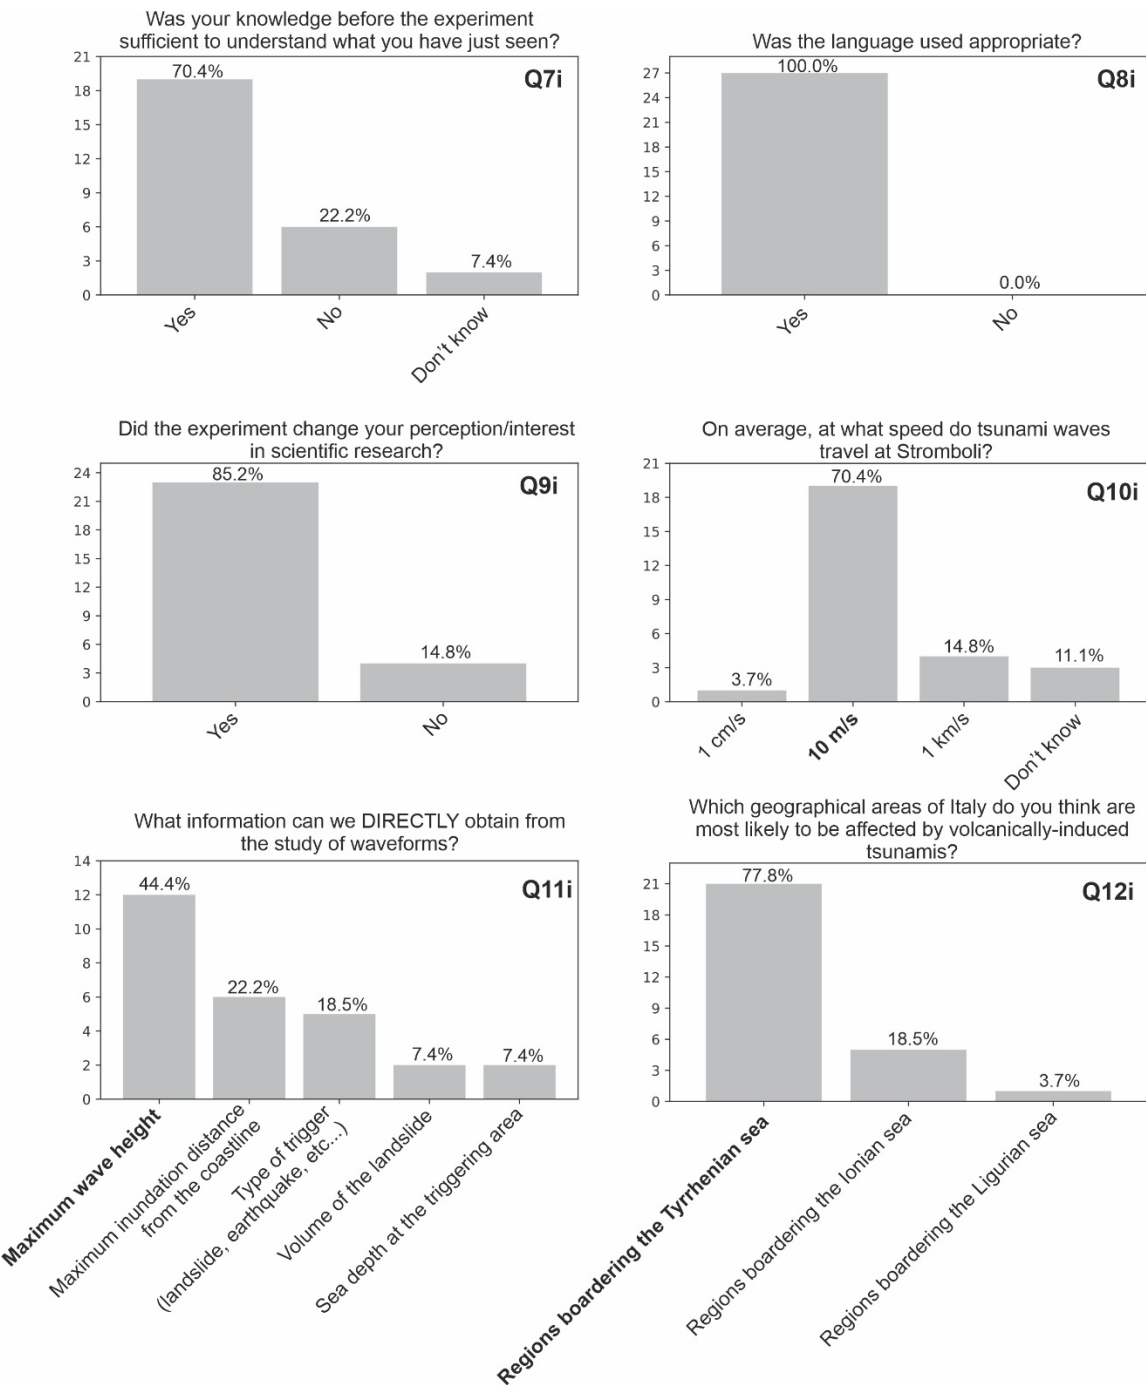 Was your knowledge before the experiment
sufficient to understand what you have just seen?
Q7i
21
18
15
12
9
6
3
0
70.4%
22.2%
7.4%
Yes
No
Don't know
Was the language used appropriate?
Q8i
27
24
21
18
15
12
9
6
3
0
100.0%
0.0%
Yes
No
Did the experiment change your perception/interest
in scientific research?
Q9i
24
21
18
15
12
9
6
3
0
85.2%
14.8%
Yes
No
On average, at what speed do tsunami waves
travel at Stromboli?
Q10i
21
18
15
12
9
6
3
0
3.7%
70.4%
14.8%
11.1%
1 cm/s
10 m/s
1 km/s
Don't know
What information can we DIRECTLY obtain from
the study of waveforms?
Q11i
14
12
10
8
6
4
2
0
44.4%
22.2%
18.5%
7.4%
7.4%
Maximum wave height
Maximum inundation distance
from the coastline
Type of trigger
(landslide, earthquake, etc...)
Volume of the landslide
Sea depth at the triggering area
Which geographical areas of Italy do you think are
most likely to be affected by volcanically-induced
tsunamis?
Q12i
21
18
15
12
9
6
3
0
77.8%
18.5%
3.7%
Regions boardering the Tyrrhenian sea
Regions boardering the Ionian sea
Regions boardering the Ligurian sea